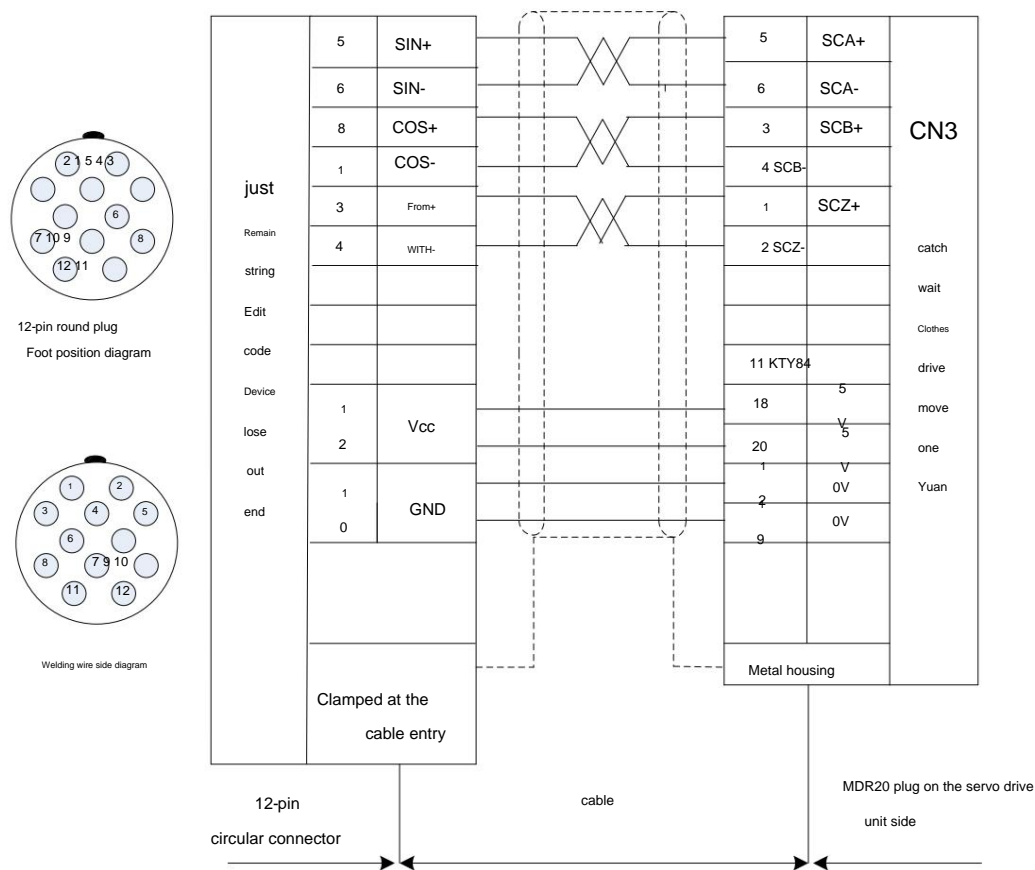 2 1 5 4 3
6
7 10 9
8
12 11
12-pin round plug
Foot position diagram
1
2
3
4
5
6
8
7 9 10
11
12
Welding wire side diagram
just
Remain
string
Edit
code
Device
lose
out
end
5 SIN+
6 SIN-
8 COS+
1 COS-
3 From+
4 WITH-
1
2
Vcc
1
0
GND
Clamped at the
cable entry
5 SCA+
6 SCA-
3 SCB+
4 SCB-
1 SCZ+
2 SCZ-
11 KTY84
18
5
V
20
5
V
1
2
0V
1
9
0V
Metal housing
CN3
catch
wait
Clothes
drive
move
one
Yuan
12-pin
circular connector
cable
MDR20 plug on the servo drive
unit side